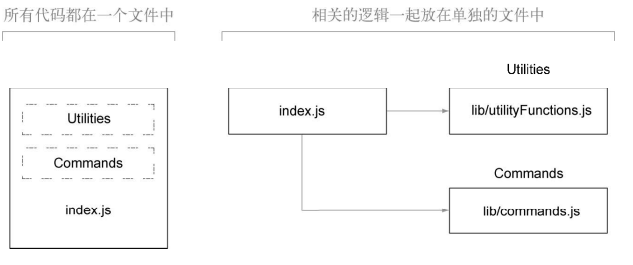 所有代码都在一个文件中
相关的逻辑一起放在单独的文件中
Utilities
Commands
index.js
index.js
Utilities
lib/utilityFunctions.js
Commands
lib/commands.js